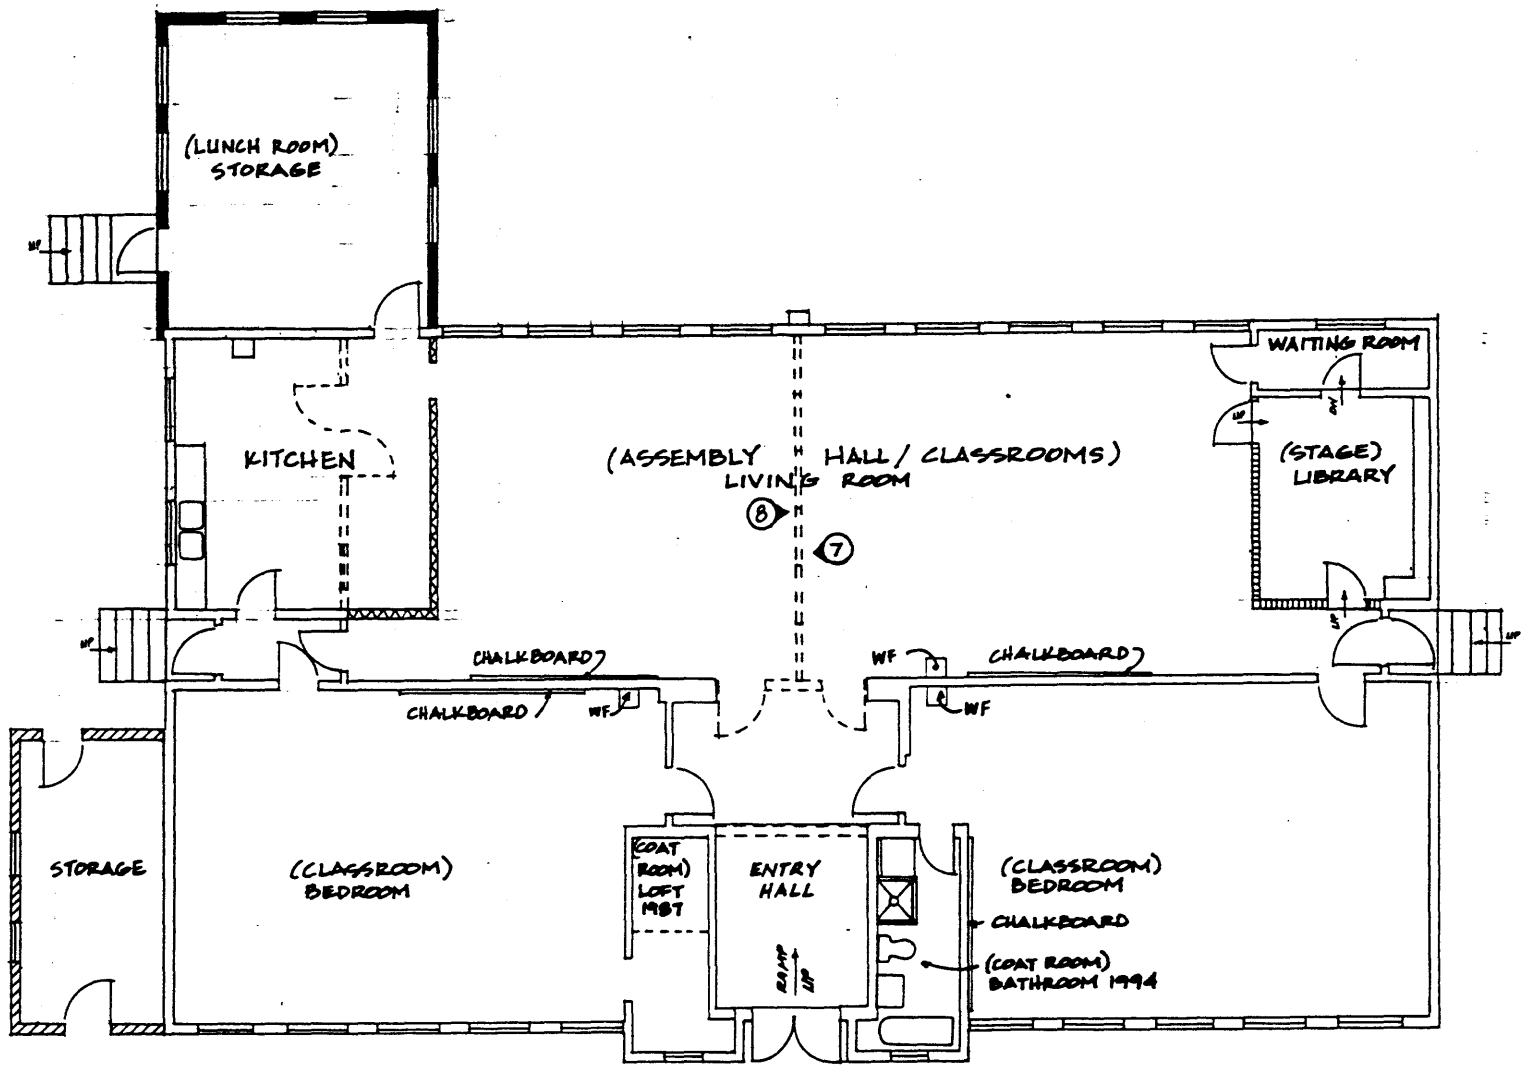 (LUNCH ROOM)
STORAGE
UP
WAITING ROOM
DN
UP
KITCHEN
(ASSEMBLY HALL / CLASSROOMS)
LIVING ROOM
(STAGE)
LIBRARY
8
7
UP
UP
UP
CHALKBOARD
WF
CHALKBOARD
CHALKBOARD
WF
WF
STORAGE
(CLASSROOM)
BEDROOM
(COAT
ROOM)
LOFT
1987
ENTRY
HALL
RAMP
UP
(CLASSROOM)
BEDROOM
CHALKBOARD
(COAT ROOM)
BATHROOM 1994